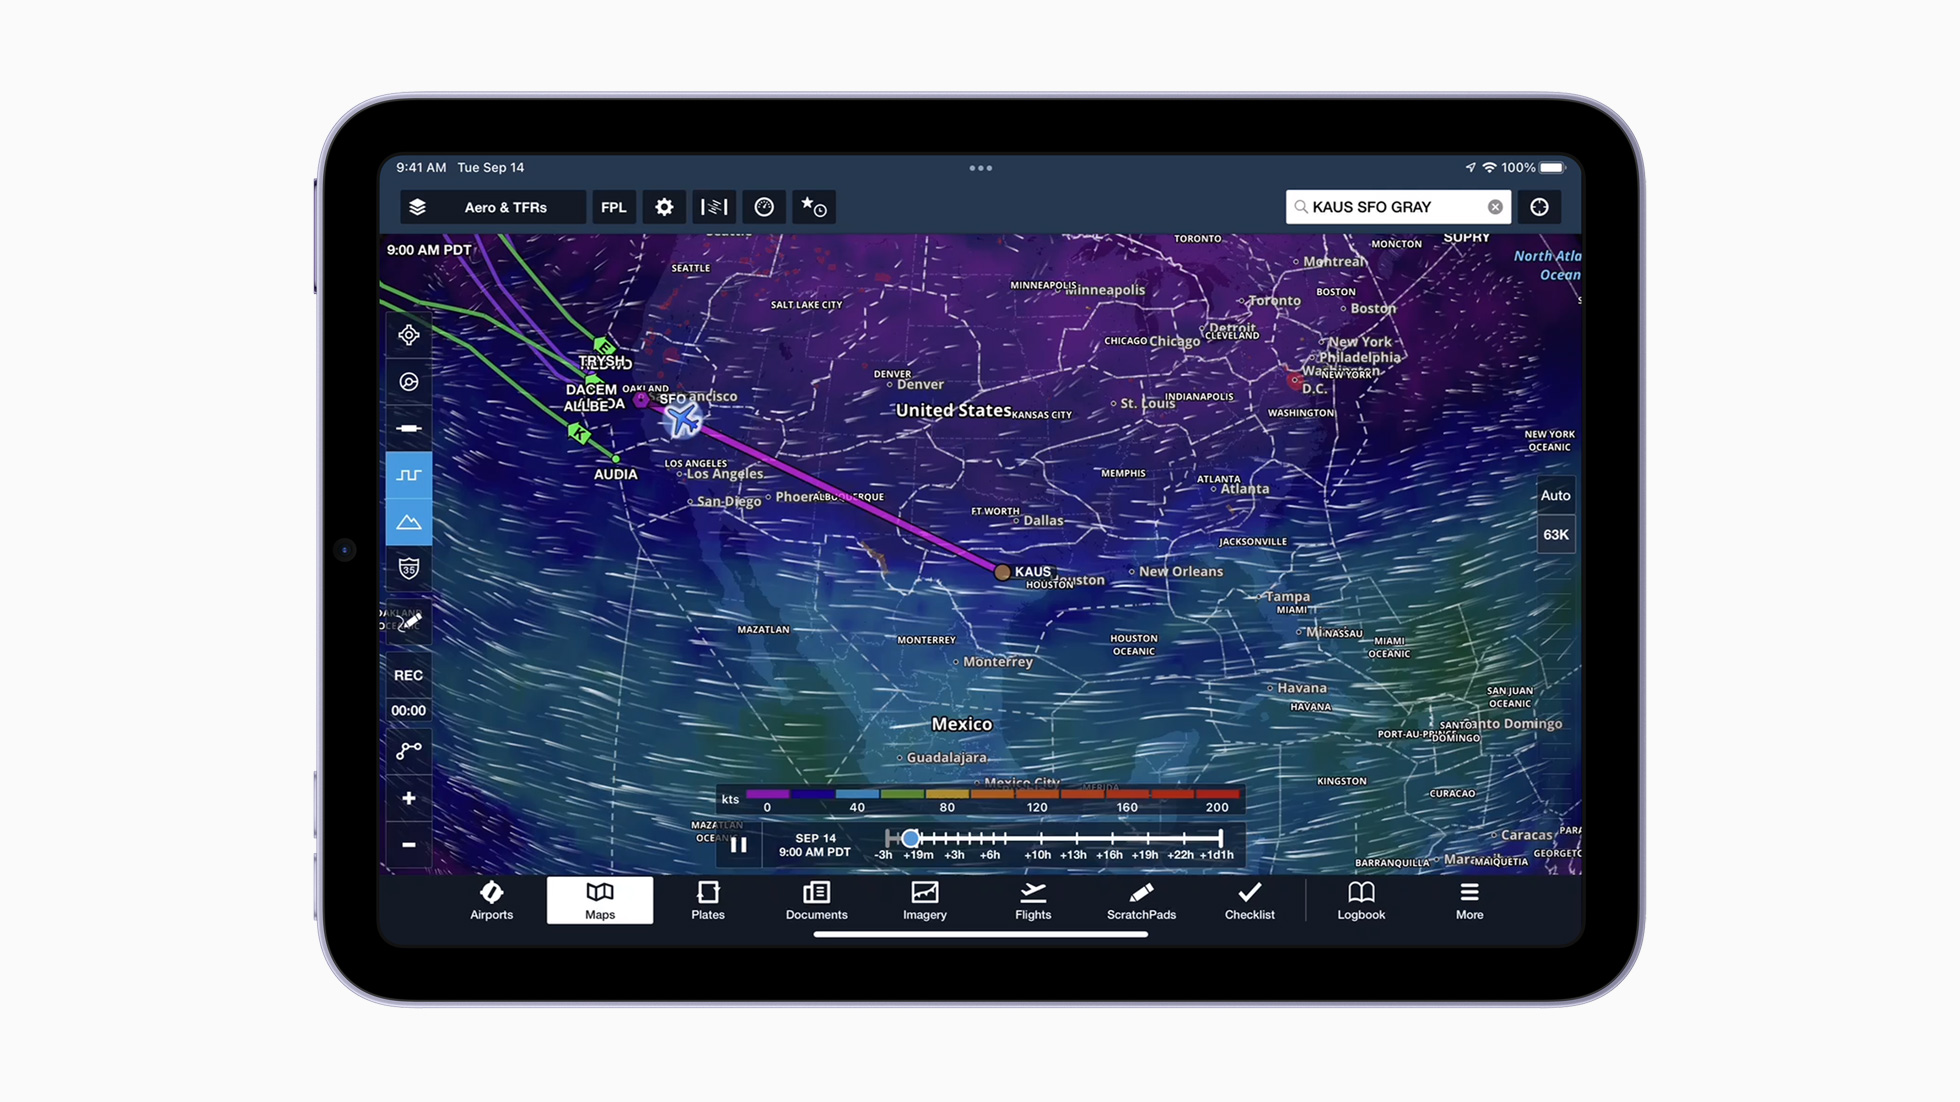 9:41 AM Tue Sep 14
100%
Aero & TFRs
FPL
KAUS SFO GRAY
9:00 AM PDT
SEATTLE
SALT LAKE CITY
MINNEAPOLIS
Minneapolis
TORONTO
MONCTON
SUPRY
Montreal
North Atla
Ocean
BOSTON
Toronto
Boston
Detroit
CLEVELAND
CHICAGO
Chicago
New York
Philadelphia
Washington
NEW YORK
D.C.
E
TRYSH
DACEM
ALLBE
OAKLAND
SFO
DENVER
Denver
United States
KANSAS CITY
St. Louis
INDIANAPOLIS
WASHINGTON
K
AUDIA
LOS ANGELES
Los Angeles
San Diego
ALBUQUERQUE
MEMPHIS
ATLANTA
Atlanta
NEW YORK
OCEANIC
FT WORTH
Dallas
JACKSONVILLE
Auto
63K
KAUS
HOUSTON
New Orleans
Tampa
MIAMI
NASSAU
MIAMI
OCEANIC
35
MAZATLAN
MONTERREY
Monterrey
HOUSTON
OCEANIC
REC
00:00
Havana
HAVANA
SAN JUAN
OCEANIC
SANTO
DOMINGO
Santo Domingo
PORT-AU-PRINCE
Mexico
Guadalajara
Mexico City
MERIDA
KINGSTON
CURACAO
kts
0 40 80 120 160 200
MAZATLAN
OCEANIC
SEP 14
9:00 AM PDT
-3h +19m +3h +6h +10h +13h +16h +19h +22h +1d1h
Caracas
PARA
BARRANQUILLA
MAIQUETIA
GEORGETO
Airports
Maps
Plates
Documents
Imagery
Flights
ScratchPads
Checklist
Logbook
More